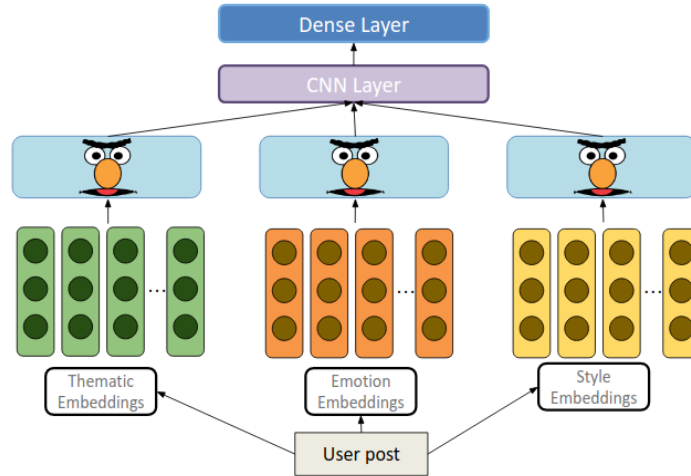 Dense Layer
CNN Layer
...
...
...
Thematic
Embeddings
Emotion
Embeddings
Style
Embeddings
User post